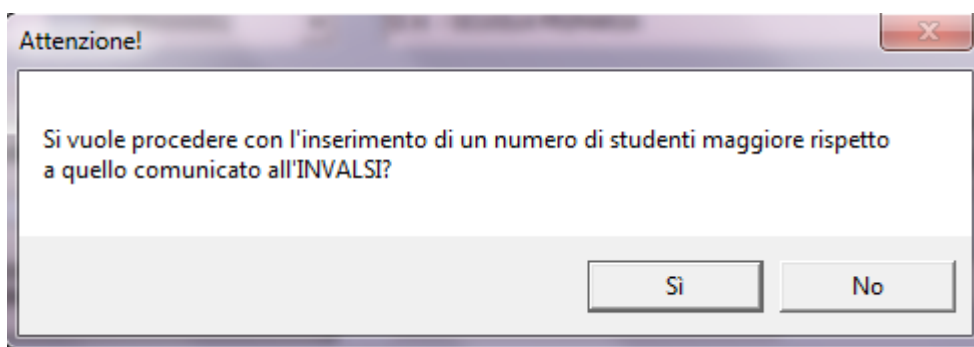 Attenzione!
Si vuole procedere con l'inserimento di un numero di studenti maggiore rispetto
a quello comunicato all'INVALSI?
Sì
No